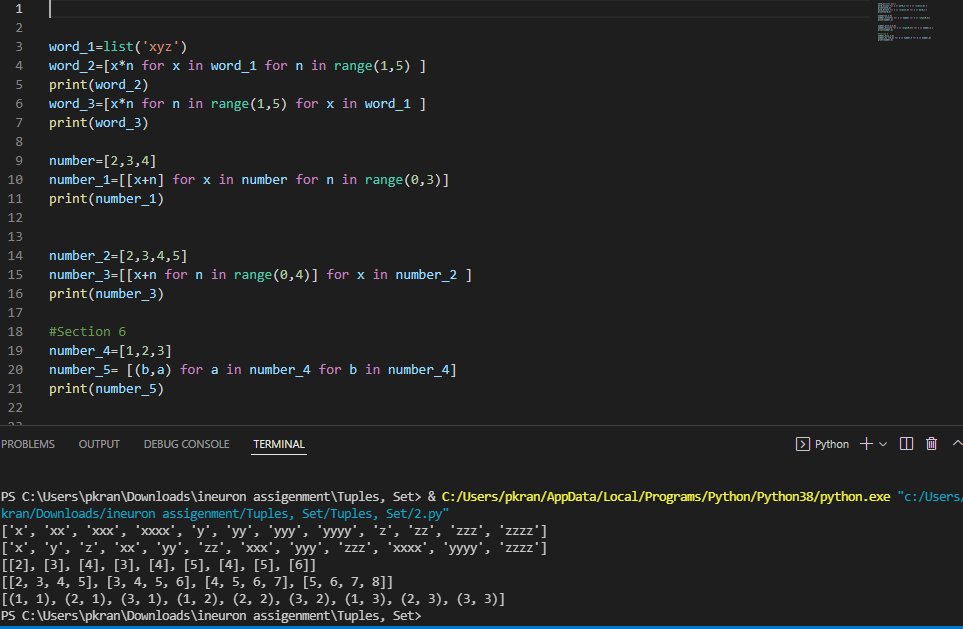 1
2
3 word_1=list('xyz')
4 word_2=[x*n for x in word_1 for n in range(1,5) ]
5 print(word_2)
6 word_3=[x*n for n in range(1,5) for x in word_1 ]
7 print(word_3)
8
9 number=[2,3,4]
10 number_1=[[x+n] for x in number for n in range(0,3)]
11 print(number_1)
12
13
14 number_2=[2,3,4,5]
15 number_3=[[x+n for n in range(0,4)] for x in number_2 ]
16 print(number_3)
17
18 #Section 6
19 number_4=[1,2,3]
20 number_5= [(b,a) for a in number_4 for b in number_4]
21 print(number_5)
22
PROBLEMS OUTPUT DEBUG CONSOLE TERMINAL Python
PS C:\Users\pkran\Downloads\ineuron assigenment\Tuples, Set> & C:/Users/pkran/AppData/Local/Programs/Python/Python38/python.exe "c:/Users/
kran/Downloads/ineuron assigenment/Tuples, Set/Tuples, Set/2.py"
['x', 'xx', 'xxx', 'xxxx', 'y', 'yy', 'yyy', 'yyyy', 'z', 'zz', 'zzz', 'zzzz']
['x', 'y', 'z', 'xx', 'yy', 'zz', 'xxx', 'yyy', 'zzz', 'xxxx', 'yyyy', 'zzzz']
[[2], [3], [4], [3], [4], [5], [4], [5], [6]]
[[2, 3, 4, 5], [3, 4, 5, 6], [4, 5, 6, 7], [5, 6, 7, 8]]
[(1, 1), (2, 1), (3, 1), (1, 2), (2, 2), (3, 2), (1, 3), (2, 3), (3, 3)]
PS C:\Users\pkran\Downloads\ineuron assigenment\Tuples, Set>